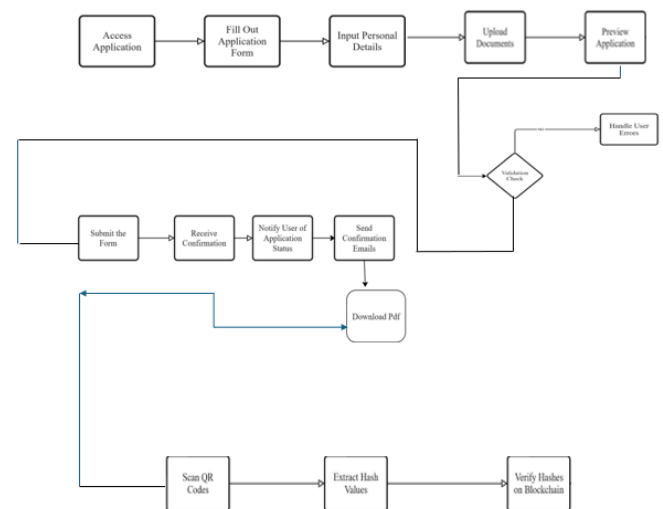 Access
Application
Fill Out
Application
Form
Input Personal
Details
Upload
Documents
Preview
Application
Handle User
Errors
Validation
Check
Submit the
Form
Receive
Confirmation
Notify User of
Application
Status
Send
Confirmation
Emails
Download Pdf
Scan QR
Codes
Extract Hash
Values
Verify Hashes
on Blockchain